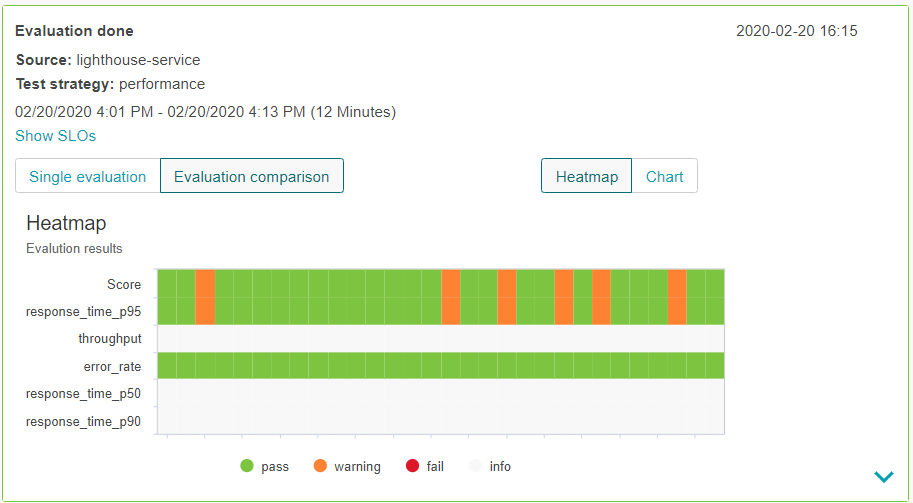 Evaluation done 2020-02-20 16:15
Source: lighthouse-service
Test strategy: performance
02/20/2020 4:01 PM - 02/20/2020 4:13 PM (12 Minutes)
Show SLOs
Single evaluation Evaluation comparison Heatmap Chart
Heatmap
Evalution results
Score
response_time_p95
throughput
error_rate
response_time_p50
response_time_p90
pass warning fail info